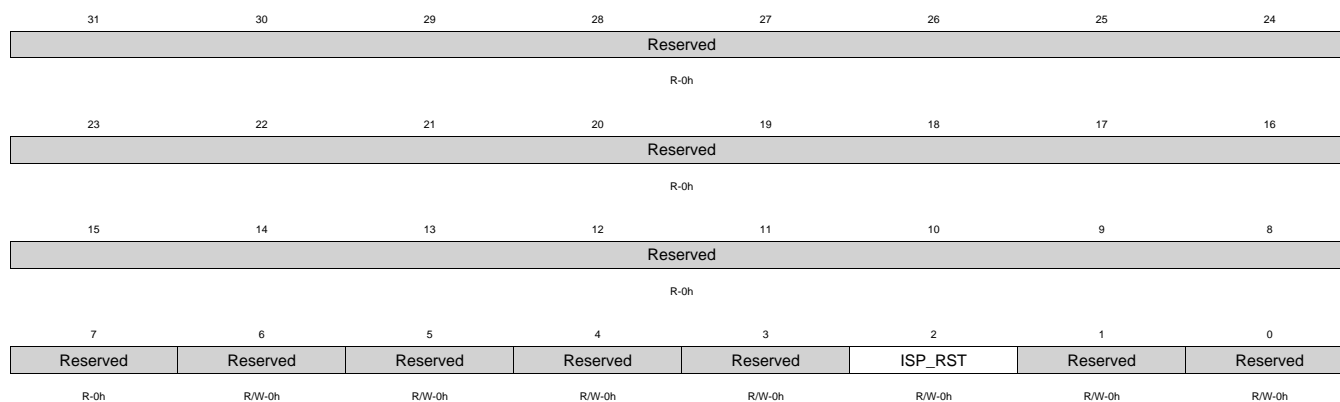 31 30 29 28 27 26 25 24
Reserved
R-0h
23 22 21 20 19 18 17 16
Reserved
R-0h
15 14 13 12 11 10 9 8
Reserved
R-0h
7 6 5 4 3 2 1 0
Reserved Reserved Reserved Reserved Reserved ISP_RST Reserved Reserved
R-0h R/W-0h R/W-0h R/W-0h R/W-0h R/W-0h R/W-0h R/W-0h